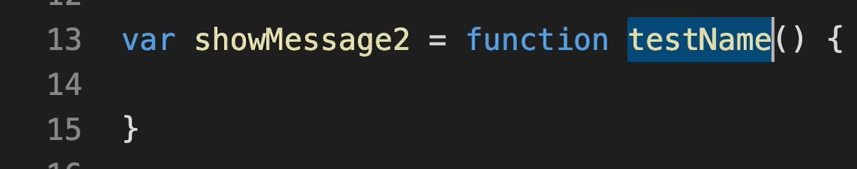 13 var showMessage2 = function testName() {
14
15 }